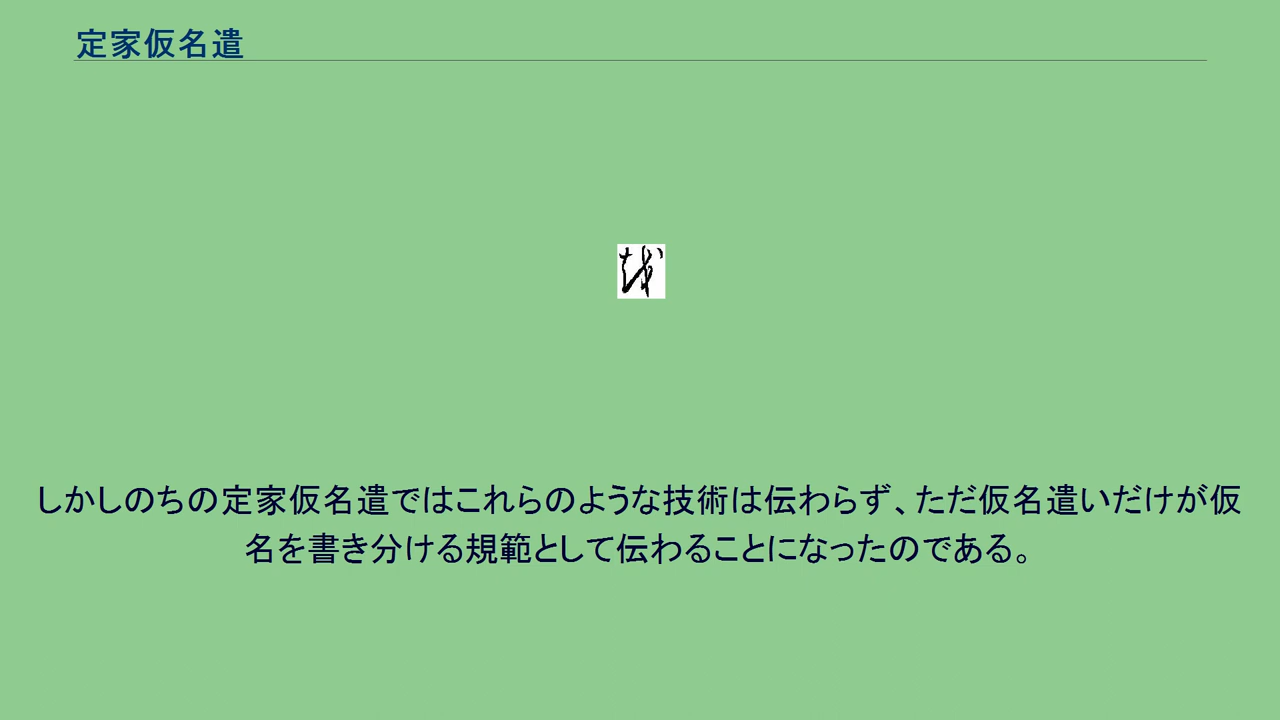 定家仮名遣
しかしのちの定家仮名遣ではこれらのような技術は伝わらず、ただ仮名遣いだけが仮
名を書き分ける規範として伝わることになったのである。